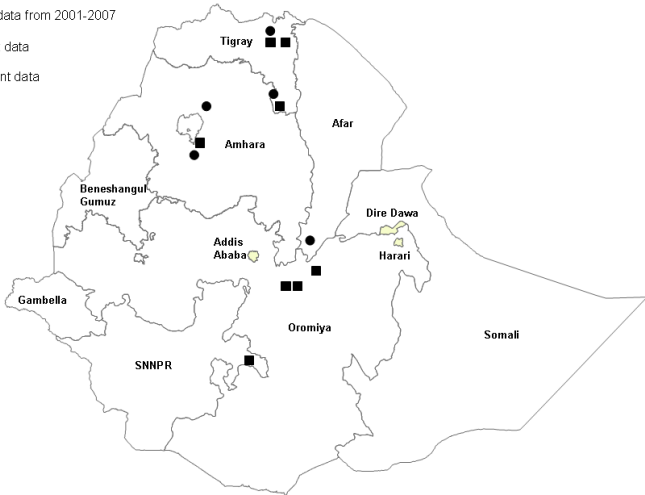 data from 2001-2007
data
nt data
Tigray
Afar
Amhara
Beneshangul
Gumuz
Dire Dawa
Addis
Ababa
Harari
Gambella
Oromiya
Somali
SNNPR